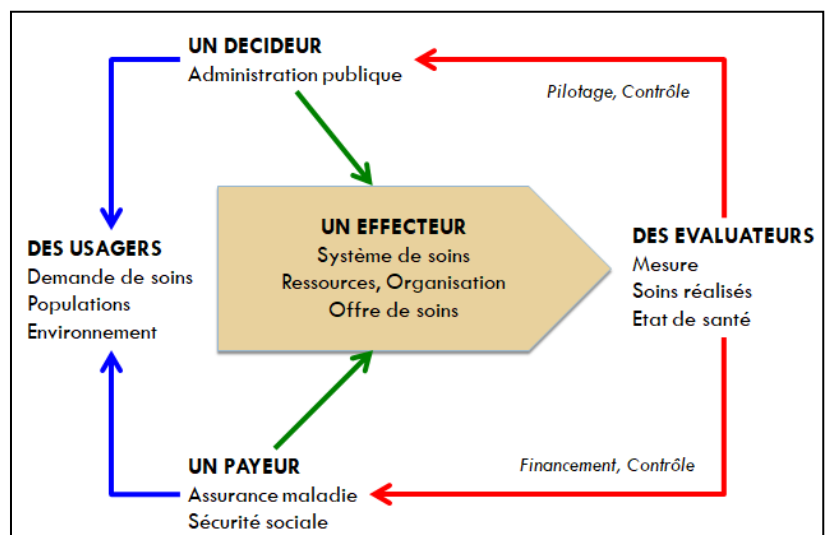 UN DECIDEUR
Administration publique
Pilotage, Contrôle
UN EFFECTEUR
Système de soins
Ressources, Organisation
Offre de soins
DES USAGERS
Demande de soins
Populations
Environnement
DES EVALUATEURS
Mesure
Soins réalisés
Etat de santé
UN PAYEUR
Assurance maladie
Sécurité sociale
Financement, Contrôle